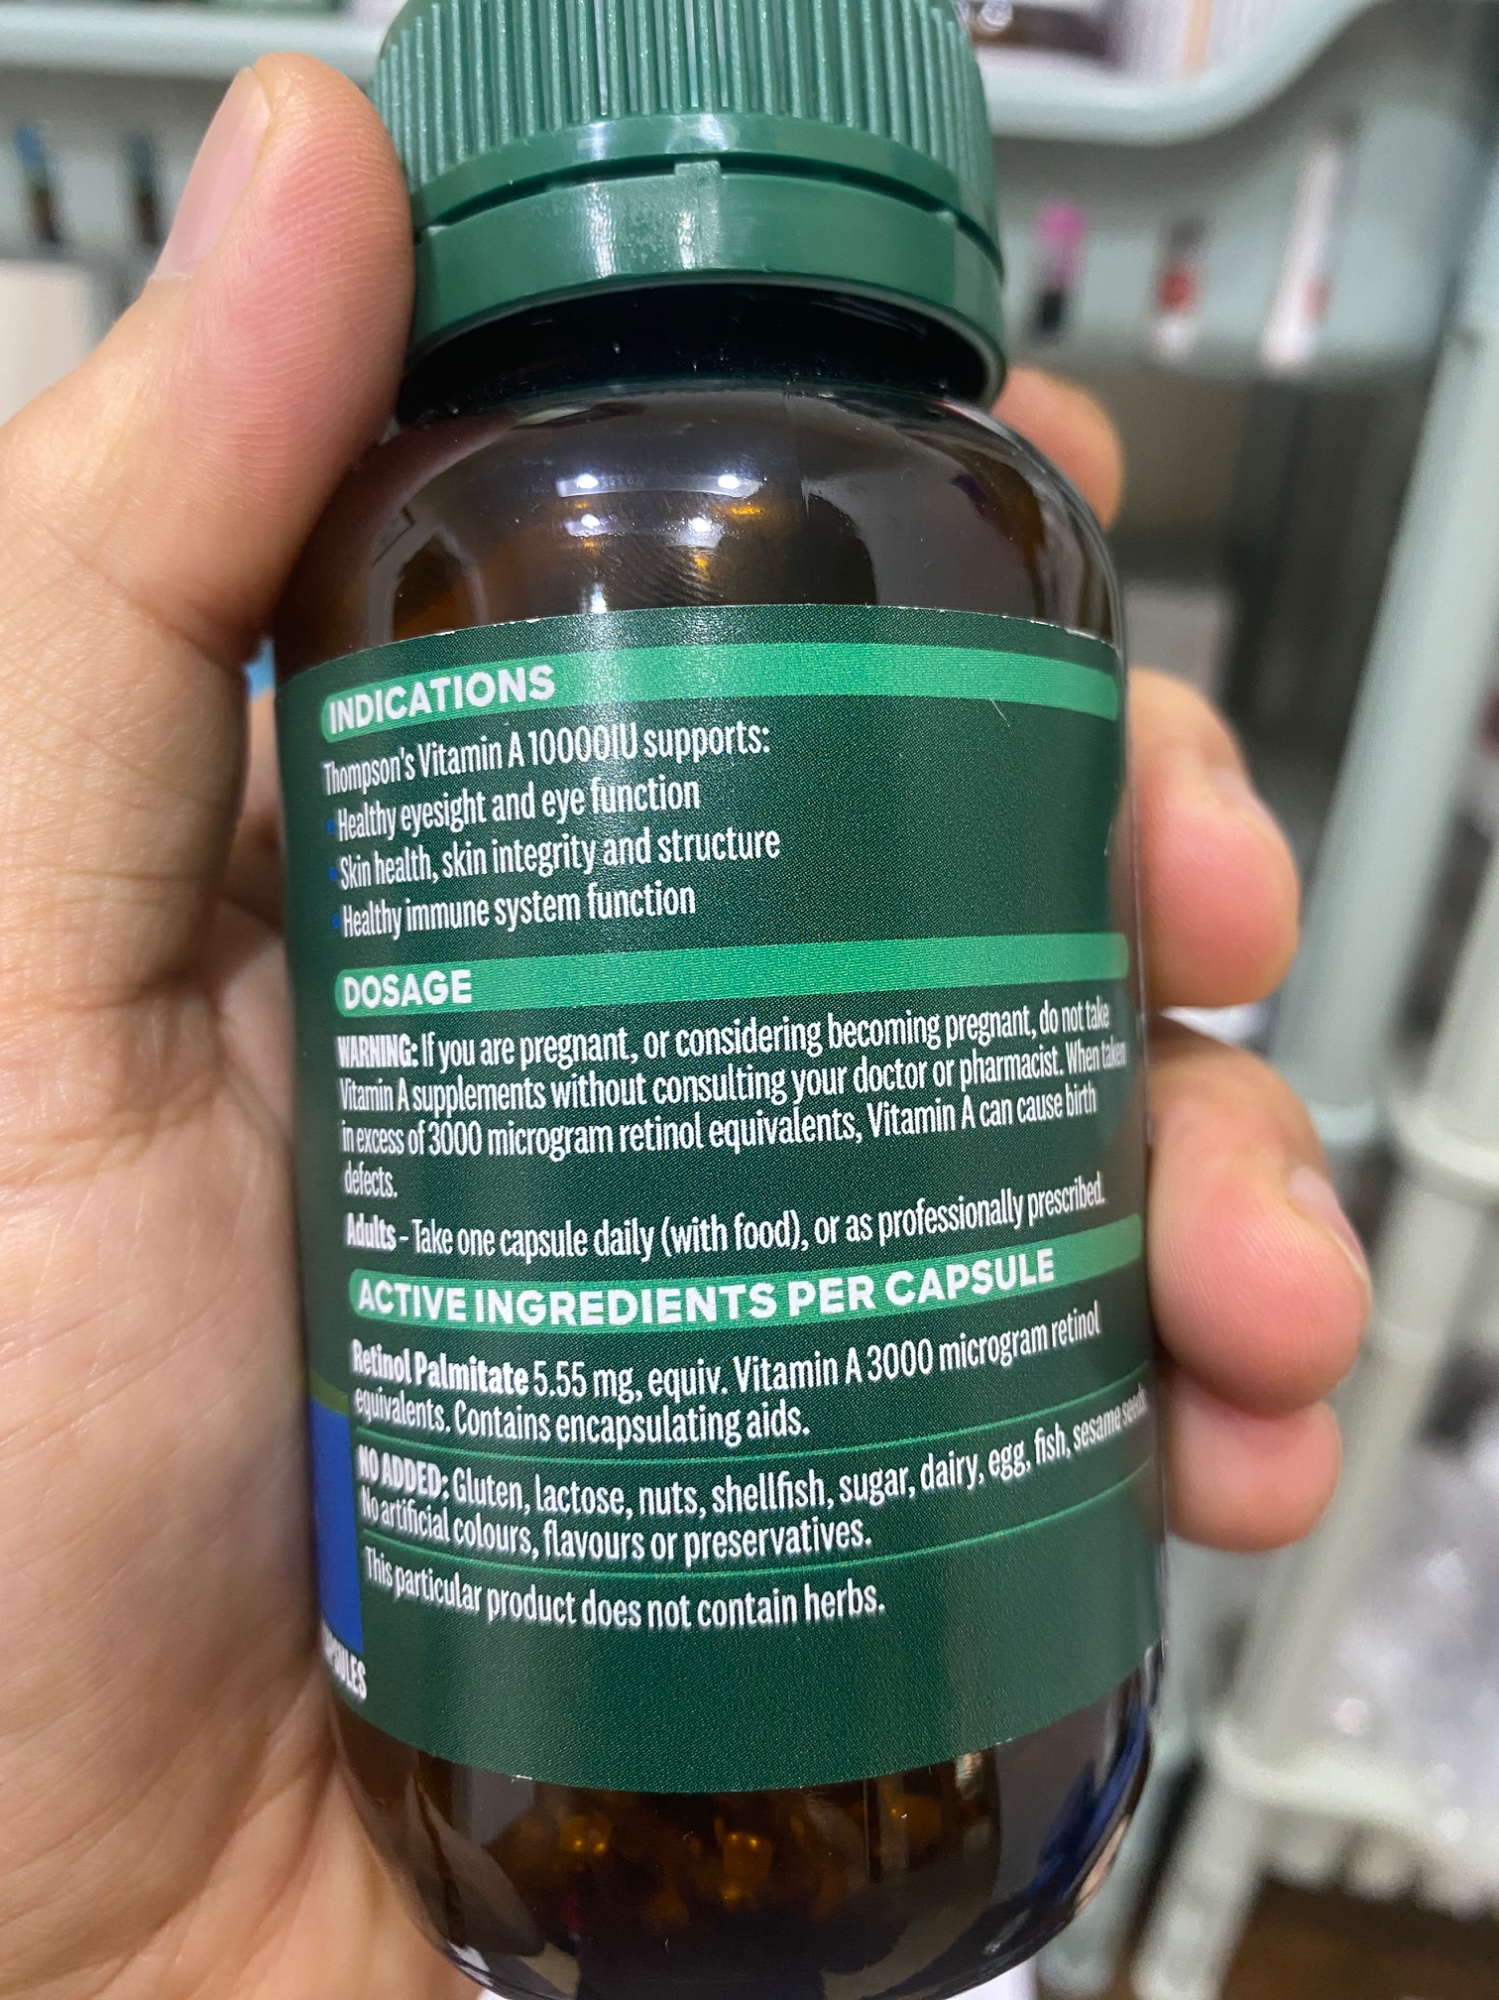 INDICATIONS
Thompson's Vitamin A 10000IU supports:
•Healthy eyesight and eye function
•Skin health, skin integrity and structure
•Healthy immune system function
DOSAGE
WARNING: If you are pregnant, or considering becoming pregnant, do not take
Vitamin A supplements without consulting your doctor or pharmacist. When taken
in excess of 3000 microgram retinol equivalents, Vitamin A can cause birth
defects.
Adults - Take one capsule daily (with food), or as professionally prescribed.
ACTIVE INGREDIENTS PER CAPSULE
Retinol Palmitate 5.55 mg, equiv. Vitamin A 3000 microgram retinol
equivalents. Contains encapsulating aids.
NO ADDED: Gluten, lactose, nuts, shellfish, sugar, dairy, egg, fish, sesame seeds.
No artificial colours, flavours or preservatives.
This particular product does not contain herbs.